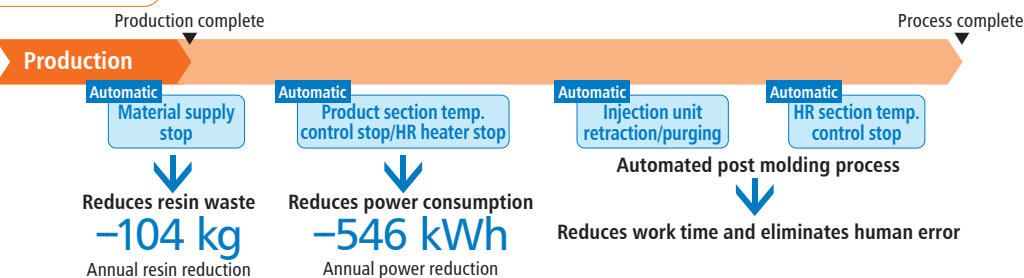 Production complete
Process complete
Production
Automatic
Material supply
stop
Automatic
Product section temp.
control stop/HR heater stop
Automatic
Injection unit
retraction/purging
Automatic
HR section temp.
control stop
Automated post molding process
Reduces resin waste
−104 kg
Annual resin reduction
Reduces power consumption
−546 kWh
Annual power reduction
Reduces work time and eliminates human error